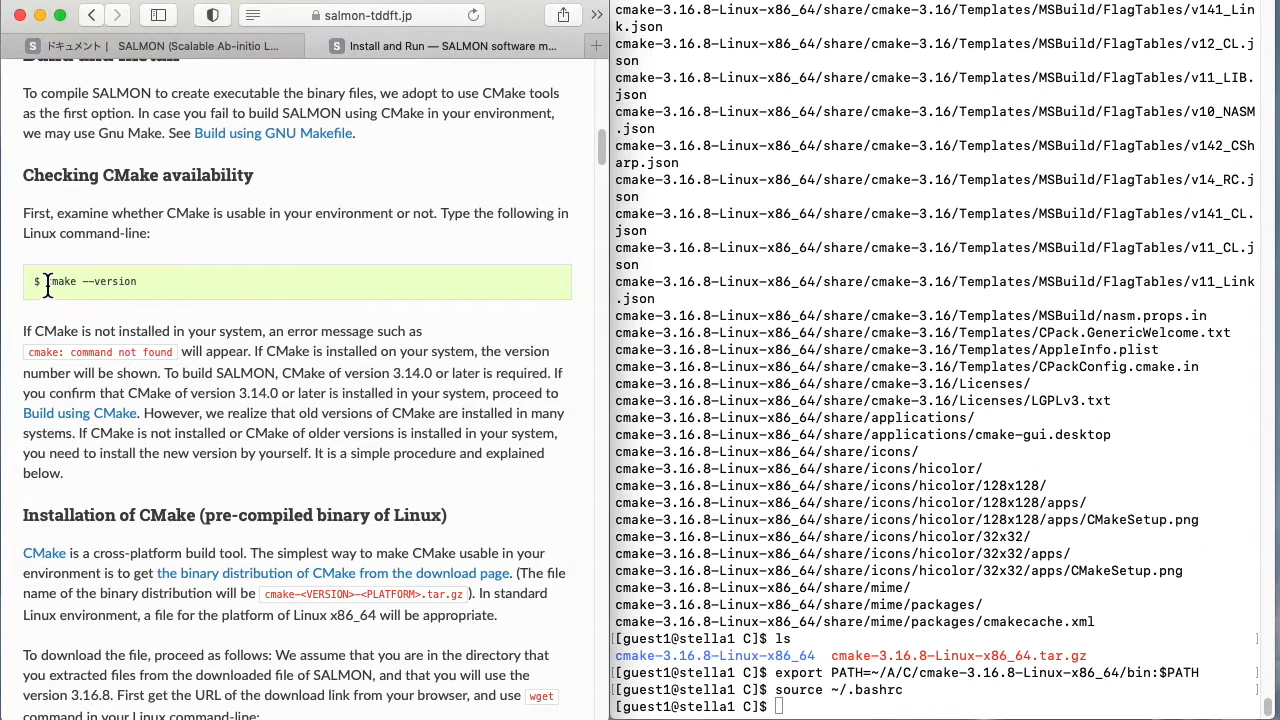 salmon-tddft.jp
S ドキュメント | SALMON (Scalable Ab-initio L...
S Install and Run — SALMON software m...
Build and Install
To compile SALMON to create executable the binary files, we adopt to use CMake tools
as the first option. In case you fail to build SALMON using CMake in your environment,
we may use Gnu Make. See Build using GNU Makefile.
Checking CMake availability
First, examine whether CMake is usable in your environment or not. Type the following in
Linux command-line:
$ cmake --version
If CMake is not installed in your system, an error message such as
cmake: command not found will appear. If CMake is installed on your system, the version
number will be shown. To build SALMON, CMake of version 3.14.0 or later is required. If
you confirm that CMake of version 3.14.0 or later is installed in your system, proceed to
Build using CMake. However, we realize that old versions of CMake are installed in many
systems. If CMake is not installed or CMake of older versions is installed in your system,
you need to install the new version by yourself. It is a simple procedure and explained
below.
Installation of CMake (pre-compiled binary of Linux)
CMake is a cross-platform build tool. The simplest way to make CMake usable in your
environment is to get the binary distribution of CMake from the download page. (The file
name of the binary distribution will be cmake-<VERSION>-<PLATFORM>.tar.gz ). In standard
Linux environment, a file for the platform of Linux x86_64 will be appropriate.
To download the file, proceed as follows: We assume that you are in the directory that
you extracted files from the downloaded file of SALMON, and that you will use the
version 3.16.8. First get the URL of the download link from your browser, and use wget
command in your Linux command-line:
cmake-3.16.8-Linux-x86_64/share/cmake-3.16/Templates/MSBuild/FlagTables/v141_Lin
k.json
cmake-3.16.8-Linux-x86_64/share/cmake-3.16/Templates/MSBuild/FlagTables/v12_CL.j
son
cmake-3.16.8-Linux-x86_64/share/cmake-3.16/Templates/MSBuild/FlagTables/v11_LIB.
json
cmake-3.16.8-Linux-x86_64/share/cmake-3.16/Templates/MSBuild/FlagTables/v10_NASM
.json
cmake-3.16.8-Linux-x86_64/share/cmake-3.16/Templates/MSBuild/FlagTables/v142_CSh
arp.json
cmake-3.16.8-Linux-x86_64/share/cmake-3.16/Templates/MSBuild/FlagTables/v14_RC.j
son
cmake-3.16.8-Linux-x86_64/share/cmake-3.16/Templates/MSBuild/FlagTables/v141_CL.
json
cmake-3.16.8-Linux-x86_64/share/cmake-3.16/Templates/MSBuild/FlagTables/v11_CL.j
son
cmake-3.16.8-Linux-x86_64/share/cmake-3.16/Templates/MSBuild/FlagTables/v11_Link
.json
cmake-3.16.8-Linux-x86_64/share/cmake-3.16/Templates/MSBuild/nasm.props.in
cmake-3.16.8-Linux-x86_64/share/cmake-3.16/Templates/CPack.GenericWelcome.txt
cmake-3.16.8-Linux-x86_64/share/cmake-3.16/Templates/AppleInfo.plist
cmake-3.16.8-Linux-x86_64/share/cmake-3.16/Templates/CPackConfig.cmake.in
cmake-3.16.8-Linux-x86_64/share/cmake-3.16/Licenses/
cmake-3.16.8-Linux-x86_64/share/cmake-3.16/Licenses/LGPLv3.txt
cmake-3.16.8-Linux-x86_64/share/applications/
cmake-3.16.8-Linux-x86_64/share/applications/cmake-gui.desktop
cmake-3.16.8-Linux-x86_64/share/icons/
cmake-3.16.8-Linux-x86_64/share/icons/hicolor/
cmake-3.16.8-Linux-x86_64/share/icons/hicolor/128x128/
cmake-3.16.8-Linux-x86_64/share/icons/hicolor/128x128/apps/
cmake-3.16.8-Linux-x86_64/share/icons/hicolor/128x128/apps/CMakeSetup.png
cmake-3.16.8-Linux-x86_64/share/icons/hicolor/32x32/
cmake-3.16.8-Linux-x86_64/share/icons/hicolor/32x32/apps/
cmake-3.16.8-Linux-x86_64/share/icons/hicolor/32x32/apps/CMakeSetup.png
cmake-3.16.8-Linux-x86_64/share/mime/
cmake-3.16.8-Linux-x86_64/share/mime/packages/
cmake-3.16.8-Linux-x86_64/share/mime/packages/cmakecache.xml
[[guest1@stella1 C]$ ls ]
cmake-3.16.8-Linux-x86_64 cmake-3.16.8-Linux-x86_64.tar.gz
[[guest1@stella1 C]$ export PATH=~/A/C/cmake-3.16.8-Linux-x86_64/bin:$PATH ]
[[guest1@stella1 C]$ source ~/.bashrc ]
[guest1@stella1 C]$